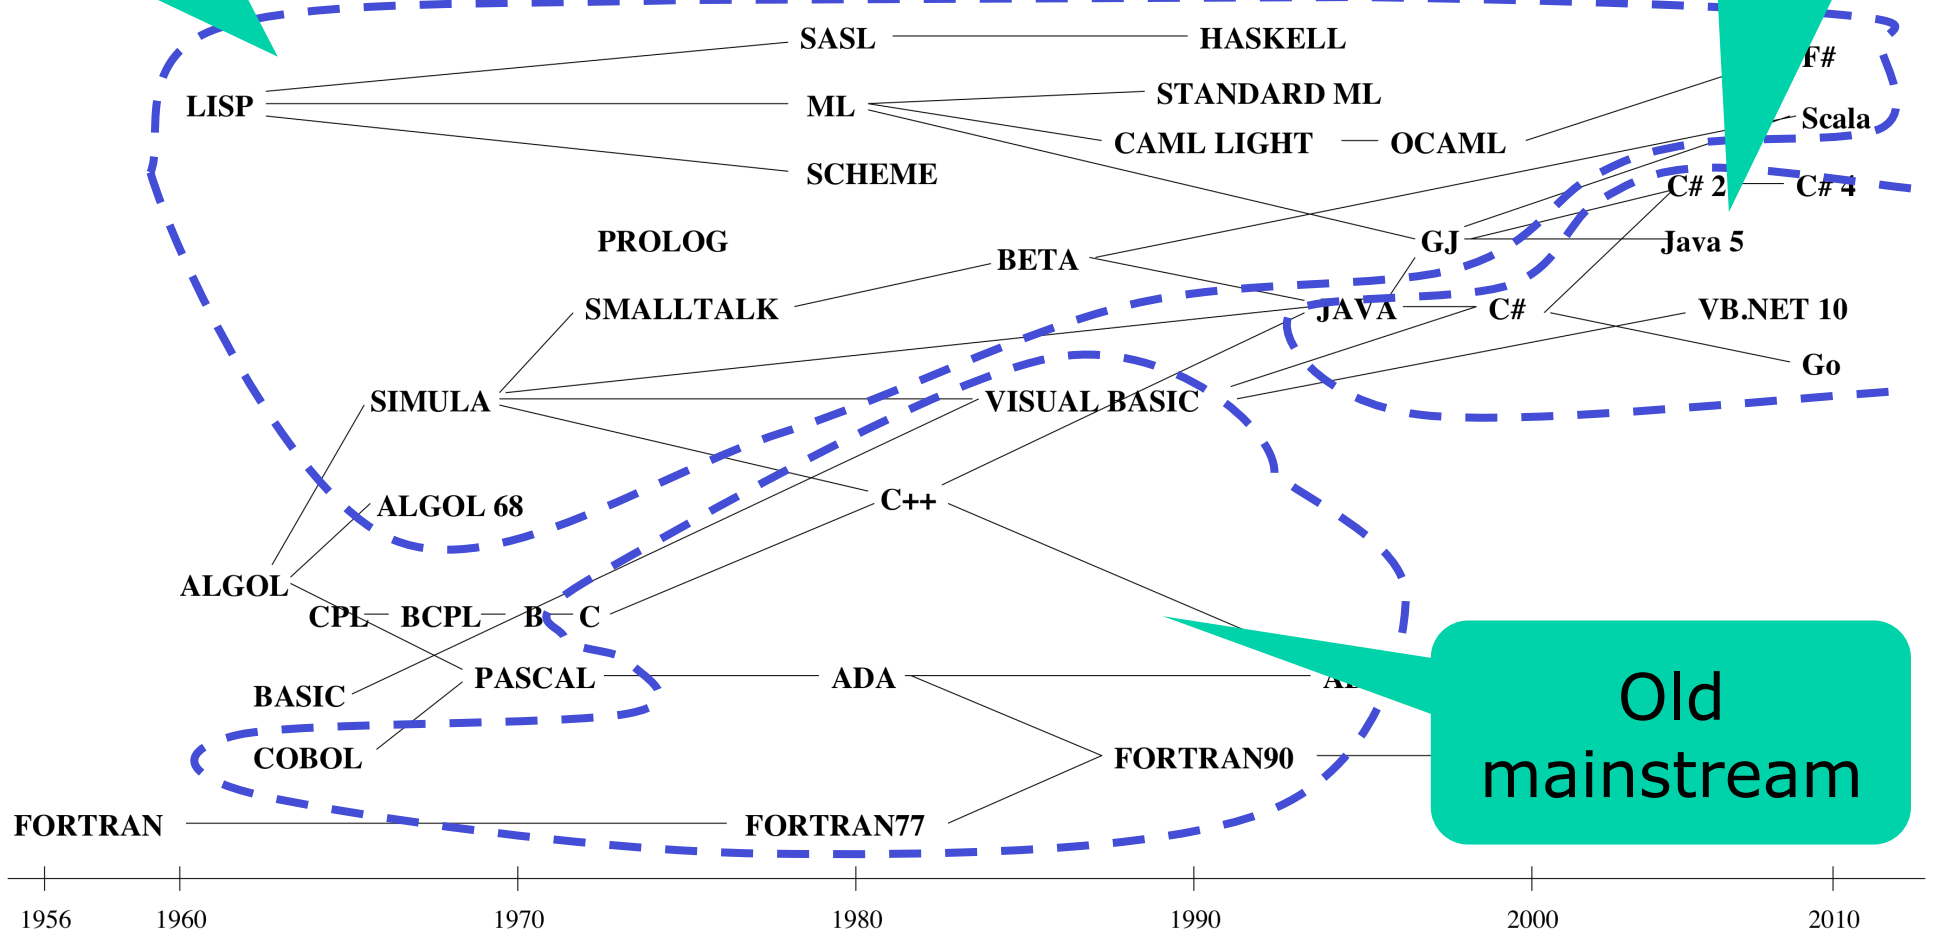 SASL HASKELL
F#
LISP ML STANDARD ML
Scala
CAML LIGHT OCAML
SCHEME C# 2 C# 4
PROLOG GJ Java 5
BETA
SMALLTALK JAVA C# VB.NET 10
Go
SIMULA VISUAL BASIC
ALGOL 68 C++
ALGOL
CPL BCPL B C
PASCAL ADA
BASIC
COBOL FORTRAN90
Old
mainstream
FORTRAN FORTRAN77
1956 1960 1970 1980 1990 2000 2010